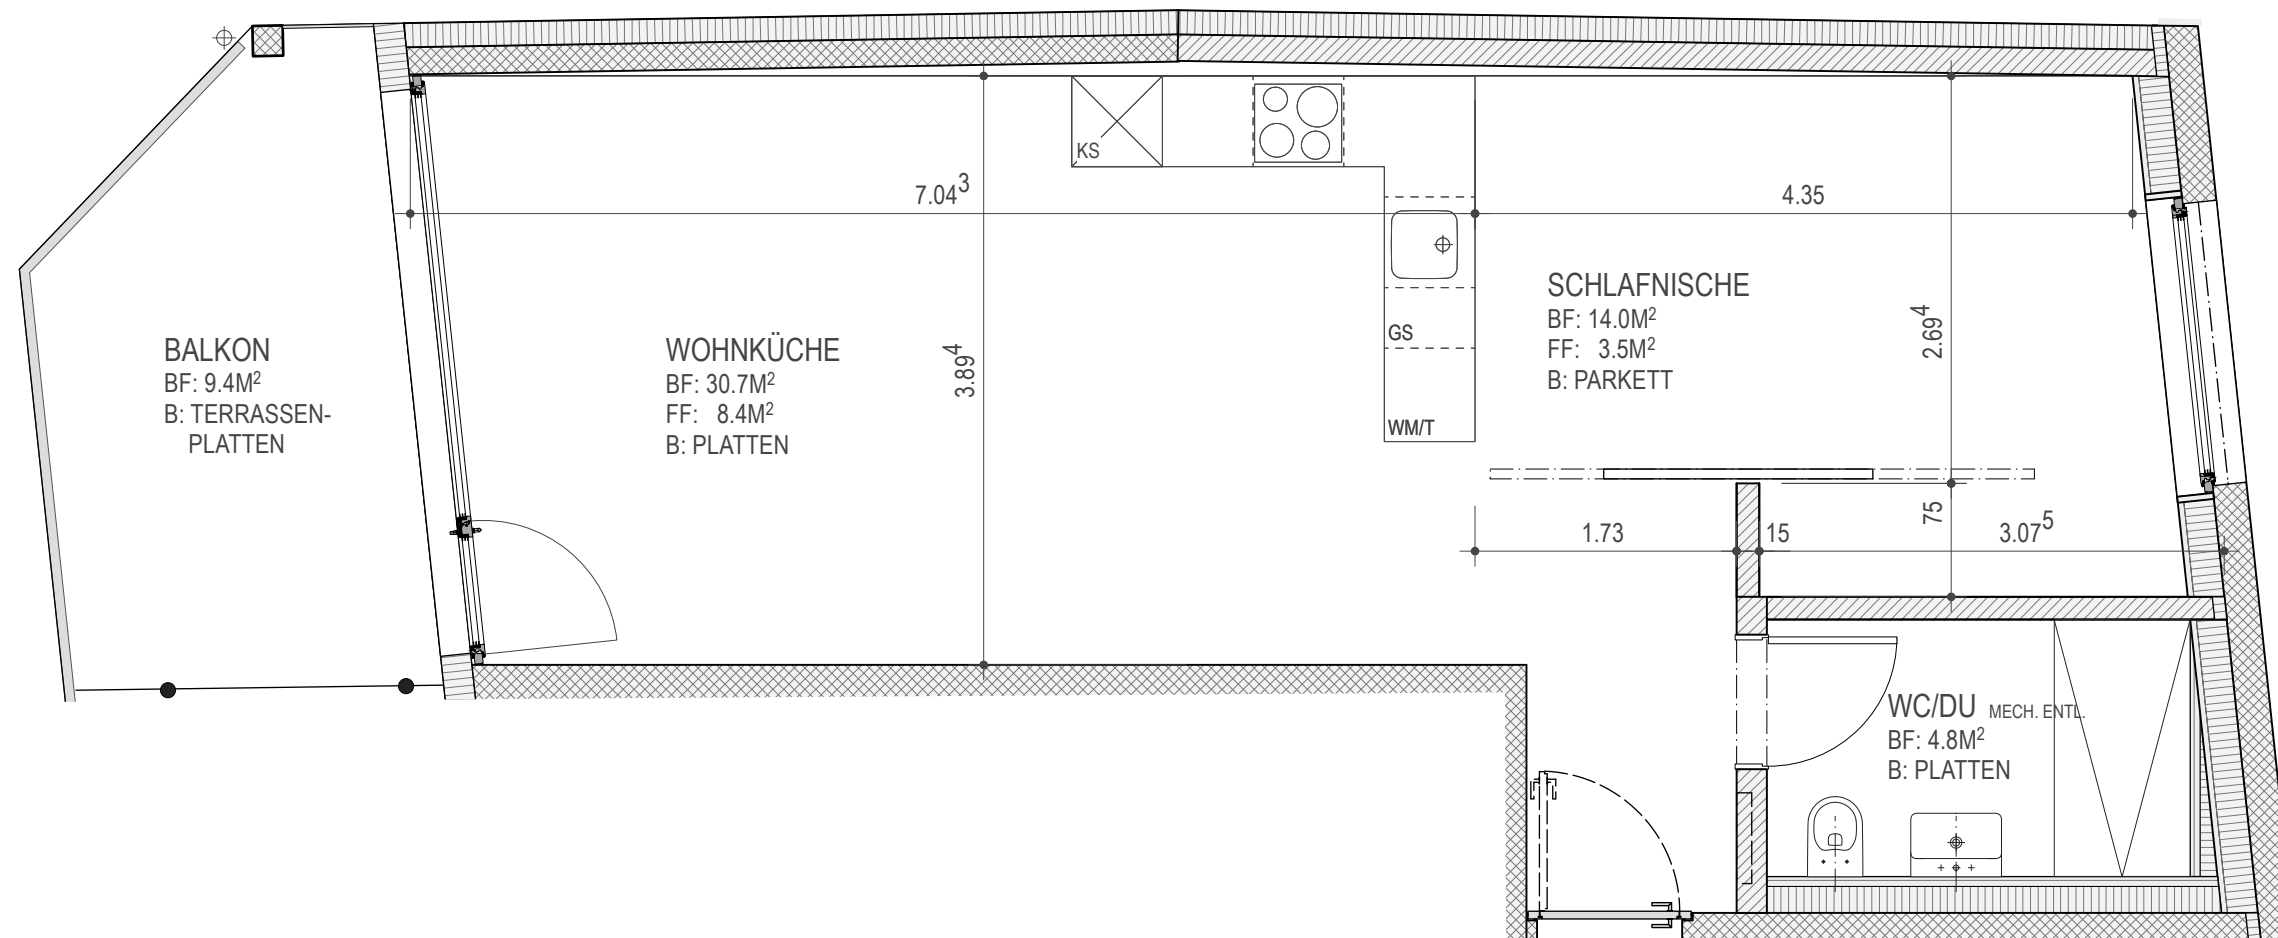 KS
7.04³
4.35
BALKON
BF: 9.4M²
B: TERRASSEN-
PLATTEN
WOHNKÜCHE
BF: 30.7M²
FF: 8.4M²
B: PLATTEN
3.89⁴
GS
WM/T
SCHLAFNISCHE
BF: 14.0M²
FF: 3.5M²
B: PARKETT
2.69⁴
75
1.73
15
3.07⁵
WC/DU MECH. ENTL.
BF: 4.8M²
B: PLATTEN